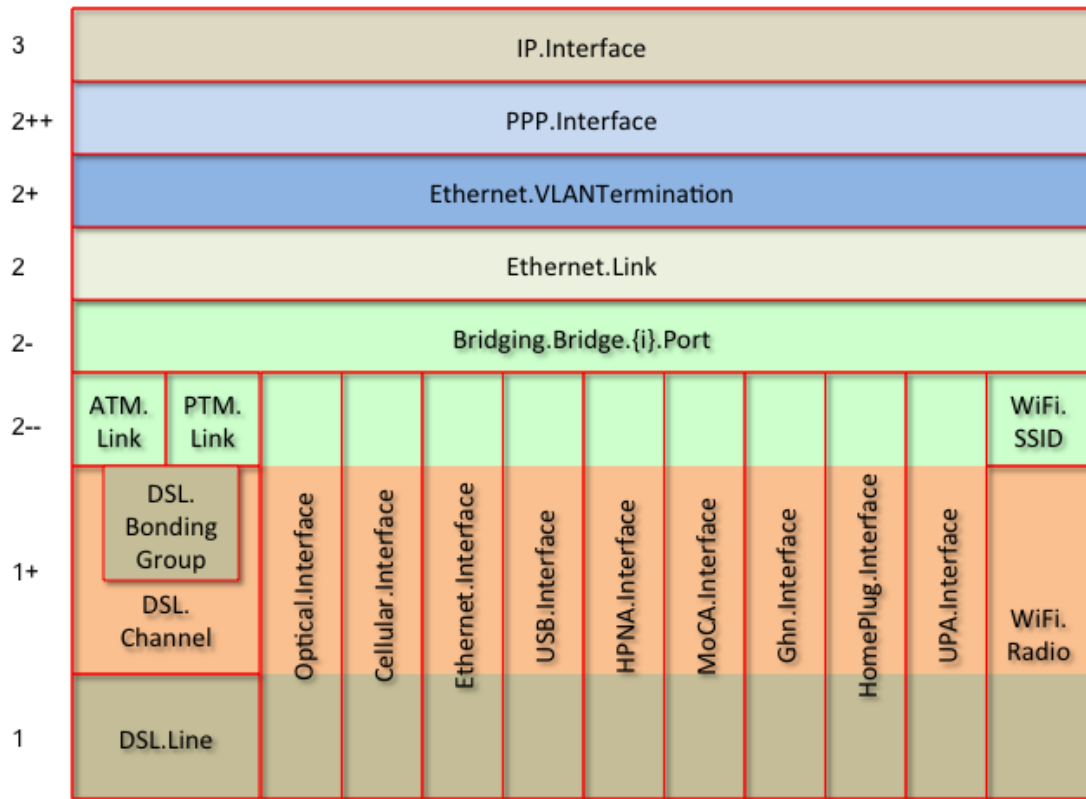 3
IP.Interface
2++
PPP.Interface
2+
Ethernet.VLANTermination
2
Ethernet.Link
2-
Bridging.Bridge.{i}.Port
2--
ATM.
Link
PTM.
Link
WiFi.
SSID
1+
DSL.
Bonding
Group
DSL.
Channel
Optical.Interface
Cellular.Interface
Ethernet.Interface
USB.Interface
HPNA.Interface
MoCA.Interface
Ghn.Interface
HomePlug.Interface
UPA.Interface
WiFi.
Radio
1
DSL.Line